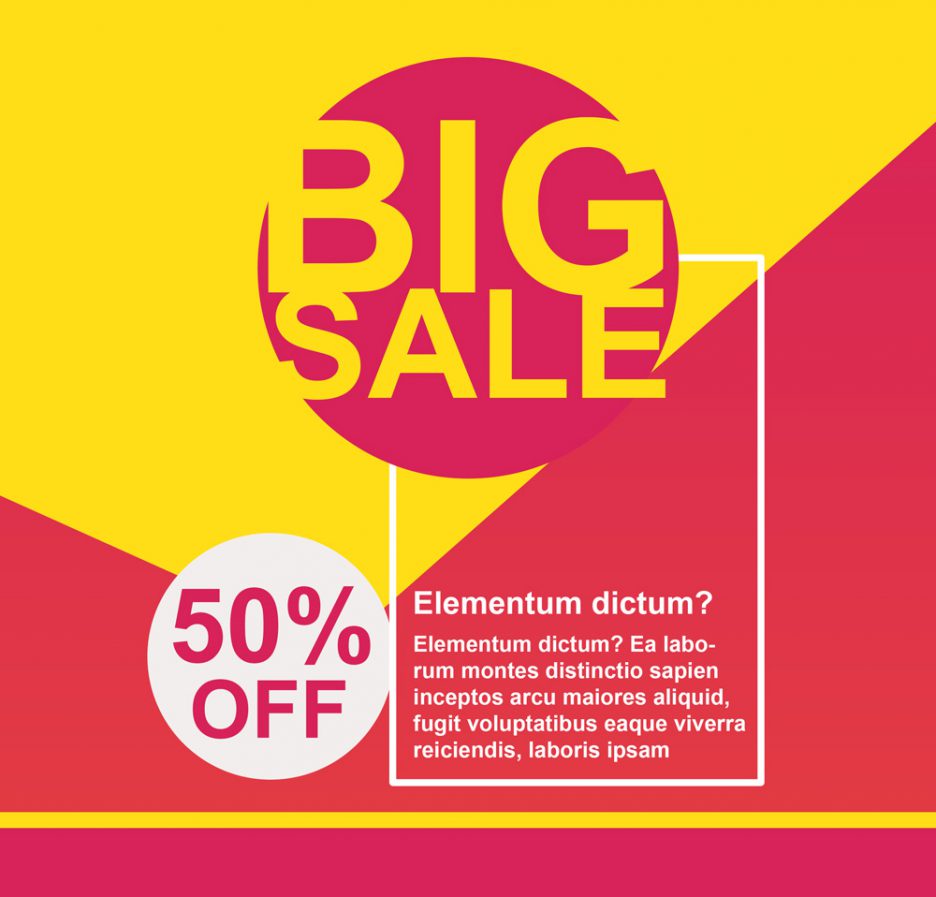 BIG
SALE
50%
OFF
Elementum dictum?
Elementum dictum? Ea labo-
rum montes distinctio sapien
inceptos arcu maiores aliquid,
fugit voluptatibus eaque viverra
reiciendis, laboris ipsam